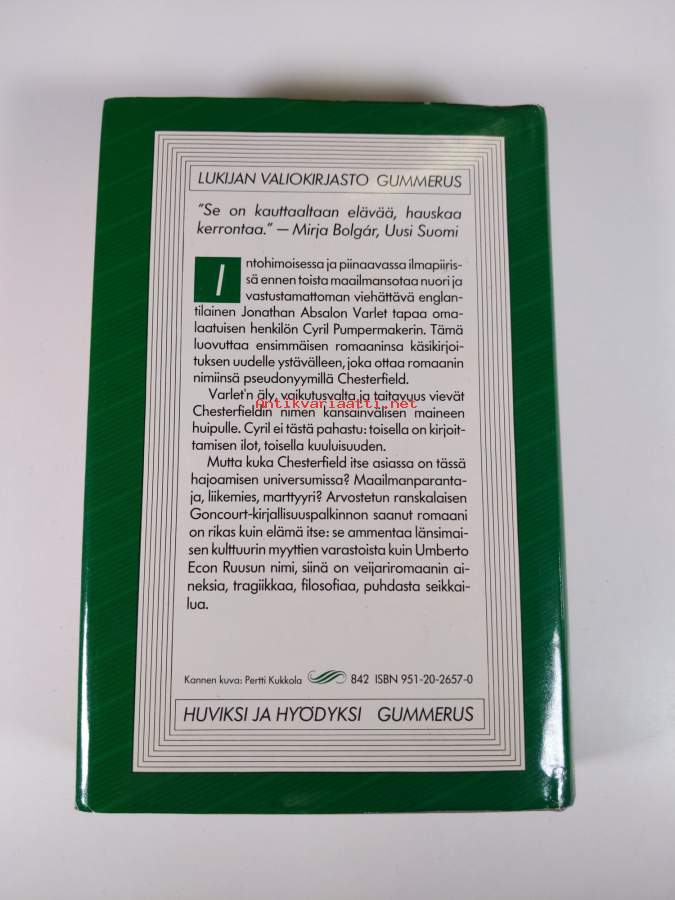 LUKIJAN VALIOKIRJASTO GUMMERUS
"Se on kauttaaltaan elävää, hauskaa
kerrontaa." — Mirja Bolgár, Uusi Suomi
Intohimoisessa ja piinaavassa ilmapiiris-
sä ennen toista maailmansotaa nuori ja
vastustamattoman viehättävä englan-
tilainen Jonathan Absalon Varlet tapaa oma-
laatuisen henkilön Cyril Pumpermakerin. Tämä
luovuttaa ensimmäisen romaaninsa käsikirjoi-
tuksen uudelle ystävälleen, joka ottaa romaanin
nimiinsä pseudonyymillä Chesterfield.
Varlet'n äly, vaikutusvalta ja taitavuus vievät
Antikvariaatti.net
Chesterfieldin nimen kansainvälisen maineen
huipulle. Cyril ei tästä pahastu: toisella on kirjoit-
tamisen ilot, toisella kuuluisuuden.
Mutta kuka Chesterfield itse asiassa on tässä
hajoamisen universumissa? Maailmanparanta-
ja, liikemies, marttyyri? Arvostetun ranskalaisen
Goncourt-kirjallisuuspalkinnon saanut romaani
on rikas kuin elämä itse: se ammentaa länsimai-
sen kulttuurin myyttien varastoista kuin Umberto
Econ Ruusun nimi, siinä on veijariromaanin ai-
neksia, tragiikkaa, filosofiaa, puhdasta seikkai-
lua.
Kannen kuva: Pertti Kukkola 842 ISBN 951-20-2657-0
HUVIKSI JA HYÖDYKSI GUMMERUS